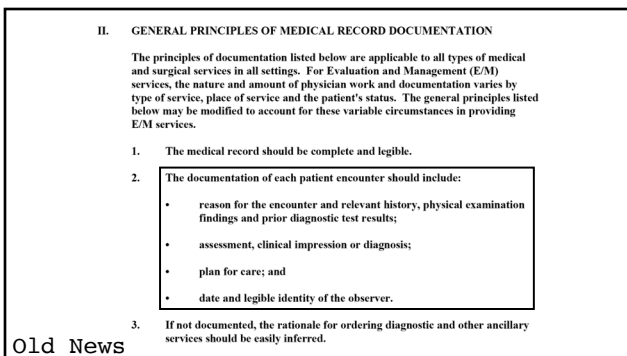 II. GENERAL PRINCIPLES OF MEDICAL RECORD DOCUMENTATION
The principles of documentation listed below are applicable to all types of medical
and surgical services in all settings. For Evaluation and Management (E/M)
services, the nature and amount of physician work and documentation varies by
type of service, place of service and the patient's status. The general principles listed
below may be modified to account for these variable circumstances in providing
E/M services.
1. The medical record should be complete and legible.
2. The documentation of each patient encounter should include:
• reason for the encounter and relevant history, physical examination
findings and prior diagnostic test results;
• assessment, clinical impression or diagnosis;
• plan for care; and
• date and legible identity of the observer.
3. If not documented, the rationale for ordering diagnostic and other ancillary
services should be easily inferred.
Old News